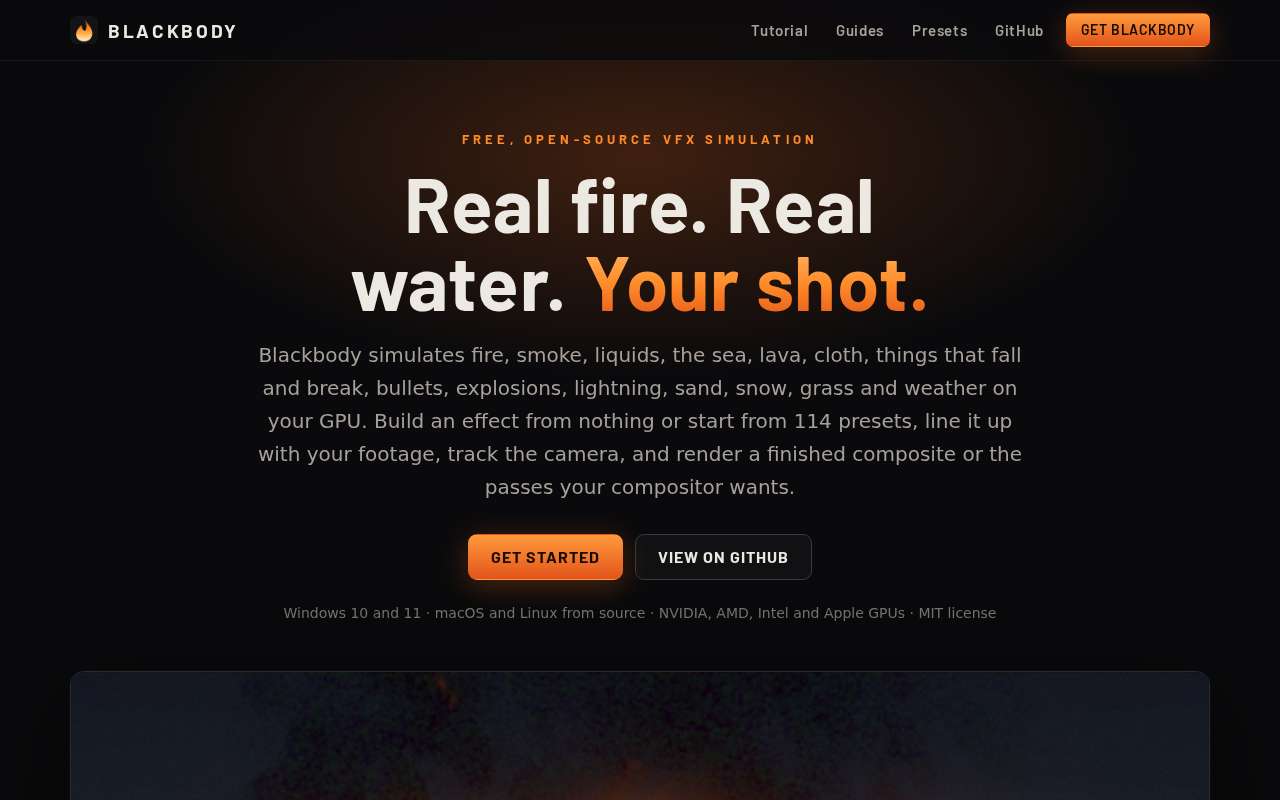 BLACKBODY
Tutorial
Guides
Presets
GitHub
GET BLACKBODY
FREE, OPEN-SOURCE VFX SIMULATION
Real fire. Real
water. Your shot.
Blackbody simulates fire, smoke, liquids, the sea, lava, cloth, things that fall
and break, bullets, explosions, lightning, sand, snow, grass and weather on
your GPU. Build an effect from nothing or start from 114 presets, line it up
with your footage, track the camera, and render a finished composite or the
passes your compositor wants.
GET STARTED
VIEW ON GITHUB
Windows 10 and 11 · macOS and Linux from source · NVIDIA, AMD, Intel and Apple GPUs · MIT license